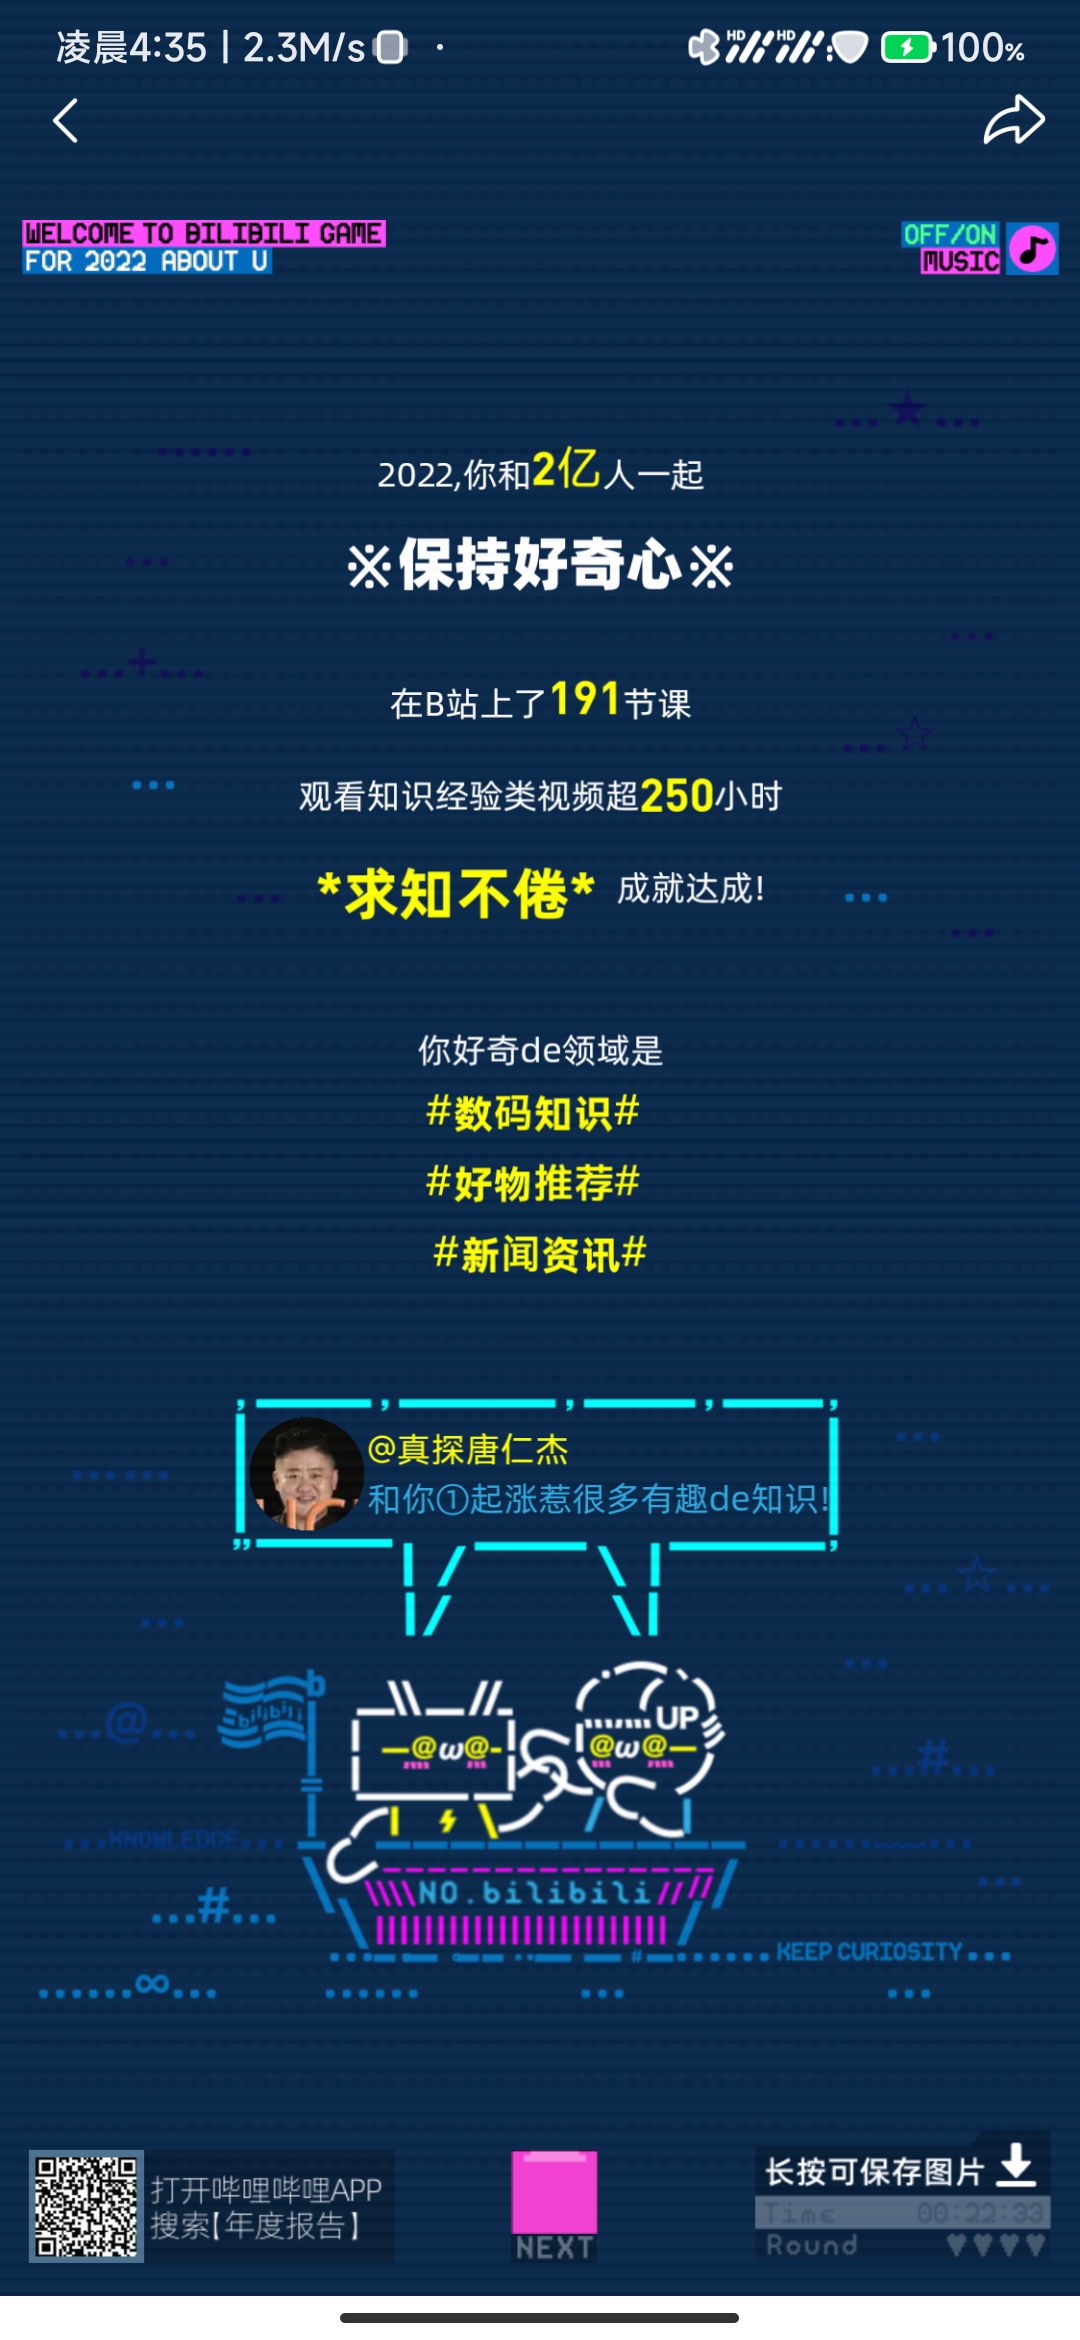 凌晨4:35 | 2.3M/s
HD HD 100%
WELCOME TO BILIBILI GAME
FOR 2022 ABOUT U
OFF/ON
MUSIC
2022,你和2亿人一起
※保持好奇心※
在B站上了191节课
观看知识经验类视频超250小时
*求知不倦* 成就达成!
你好奇de领域是
#数码知识#
#好物推荐#
#新闻资讯#
@真探唐仁杰
和你①起涨惹很多有趣de知识!
bilibili
UP
@ω@
@ω@
KNOWLEDGE
NO.bilibili
KEEP CURIOSITY
打开哔哩哔哩APP
搜索【年度报告】
NEXT
长按可保存图片
Time 00:22:33
Round ♥♥♥♥